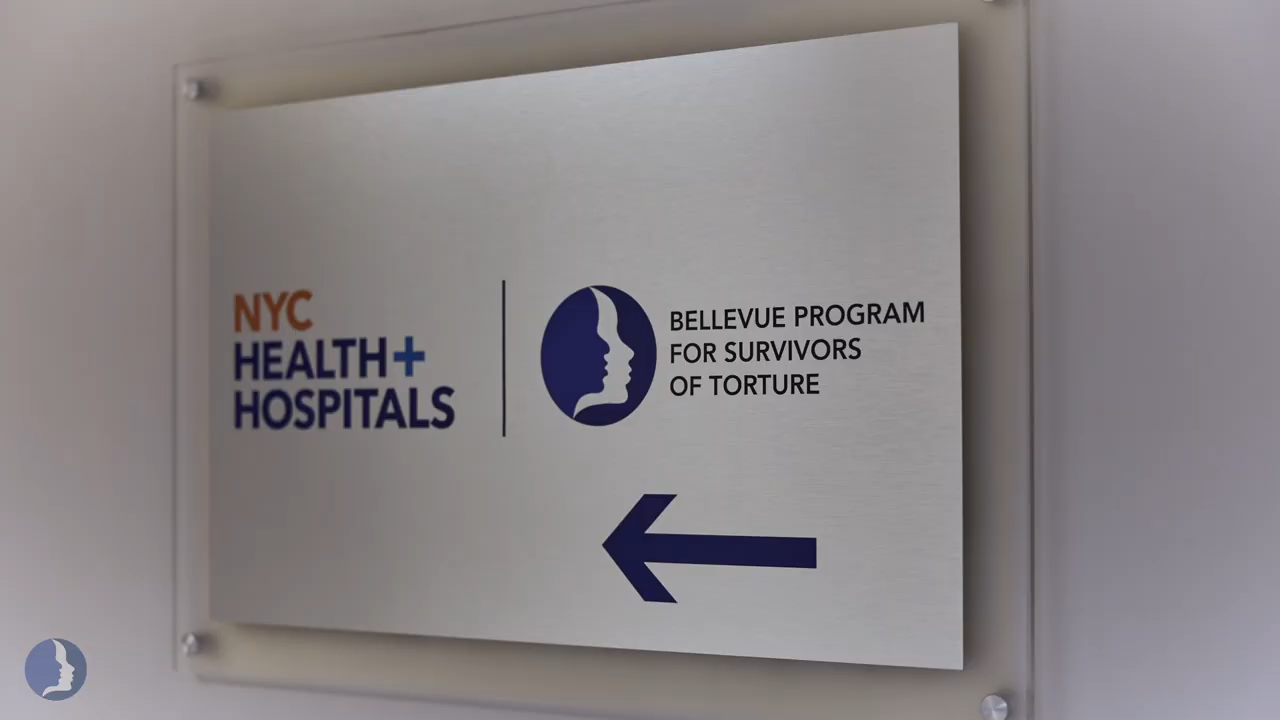 NYC
HEALTH+
HOSPITALS
BELLEVUE PROGRAM
FOR SURVIVORS
OF TORTURE